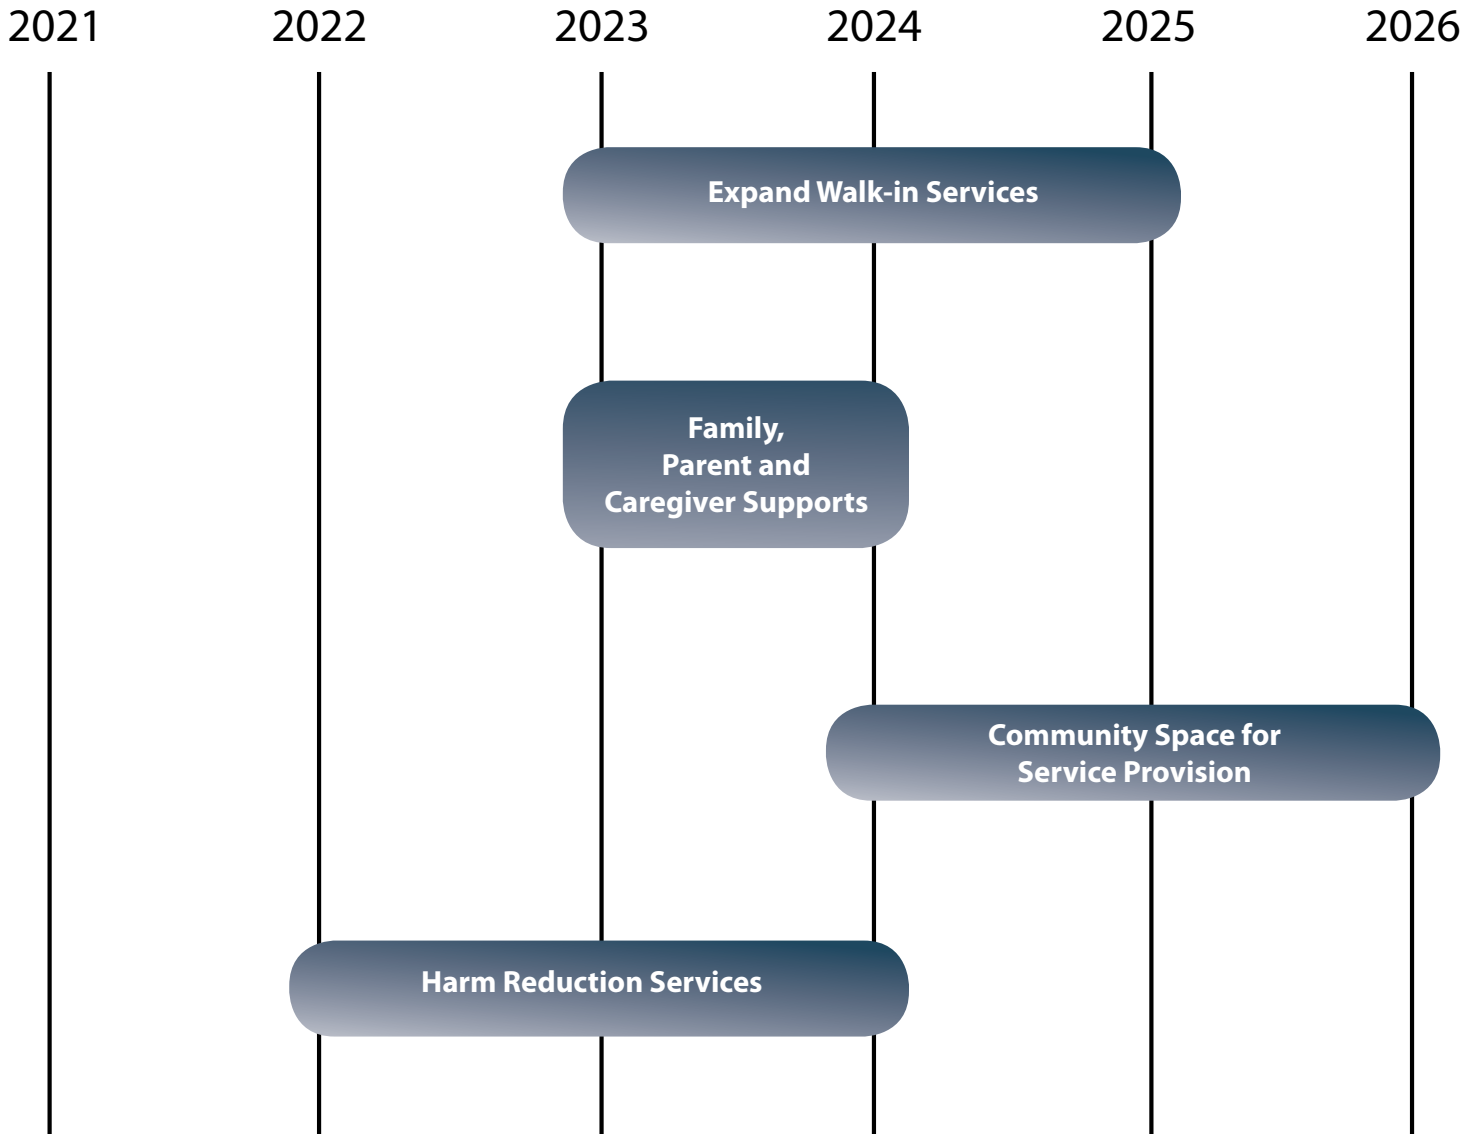 2021 2022 2023 2024 2025 2026
Expand Walk-in Services
Family,
Parent and
Caregiver Supports
Community Space for
Service Provision
Harm Reduction Services